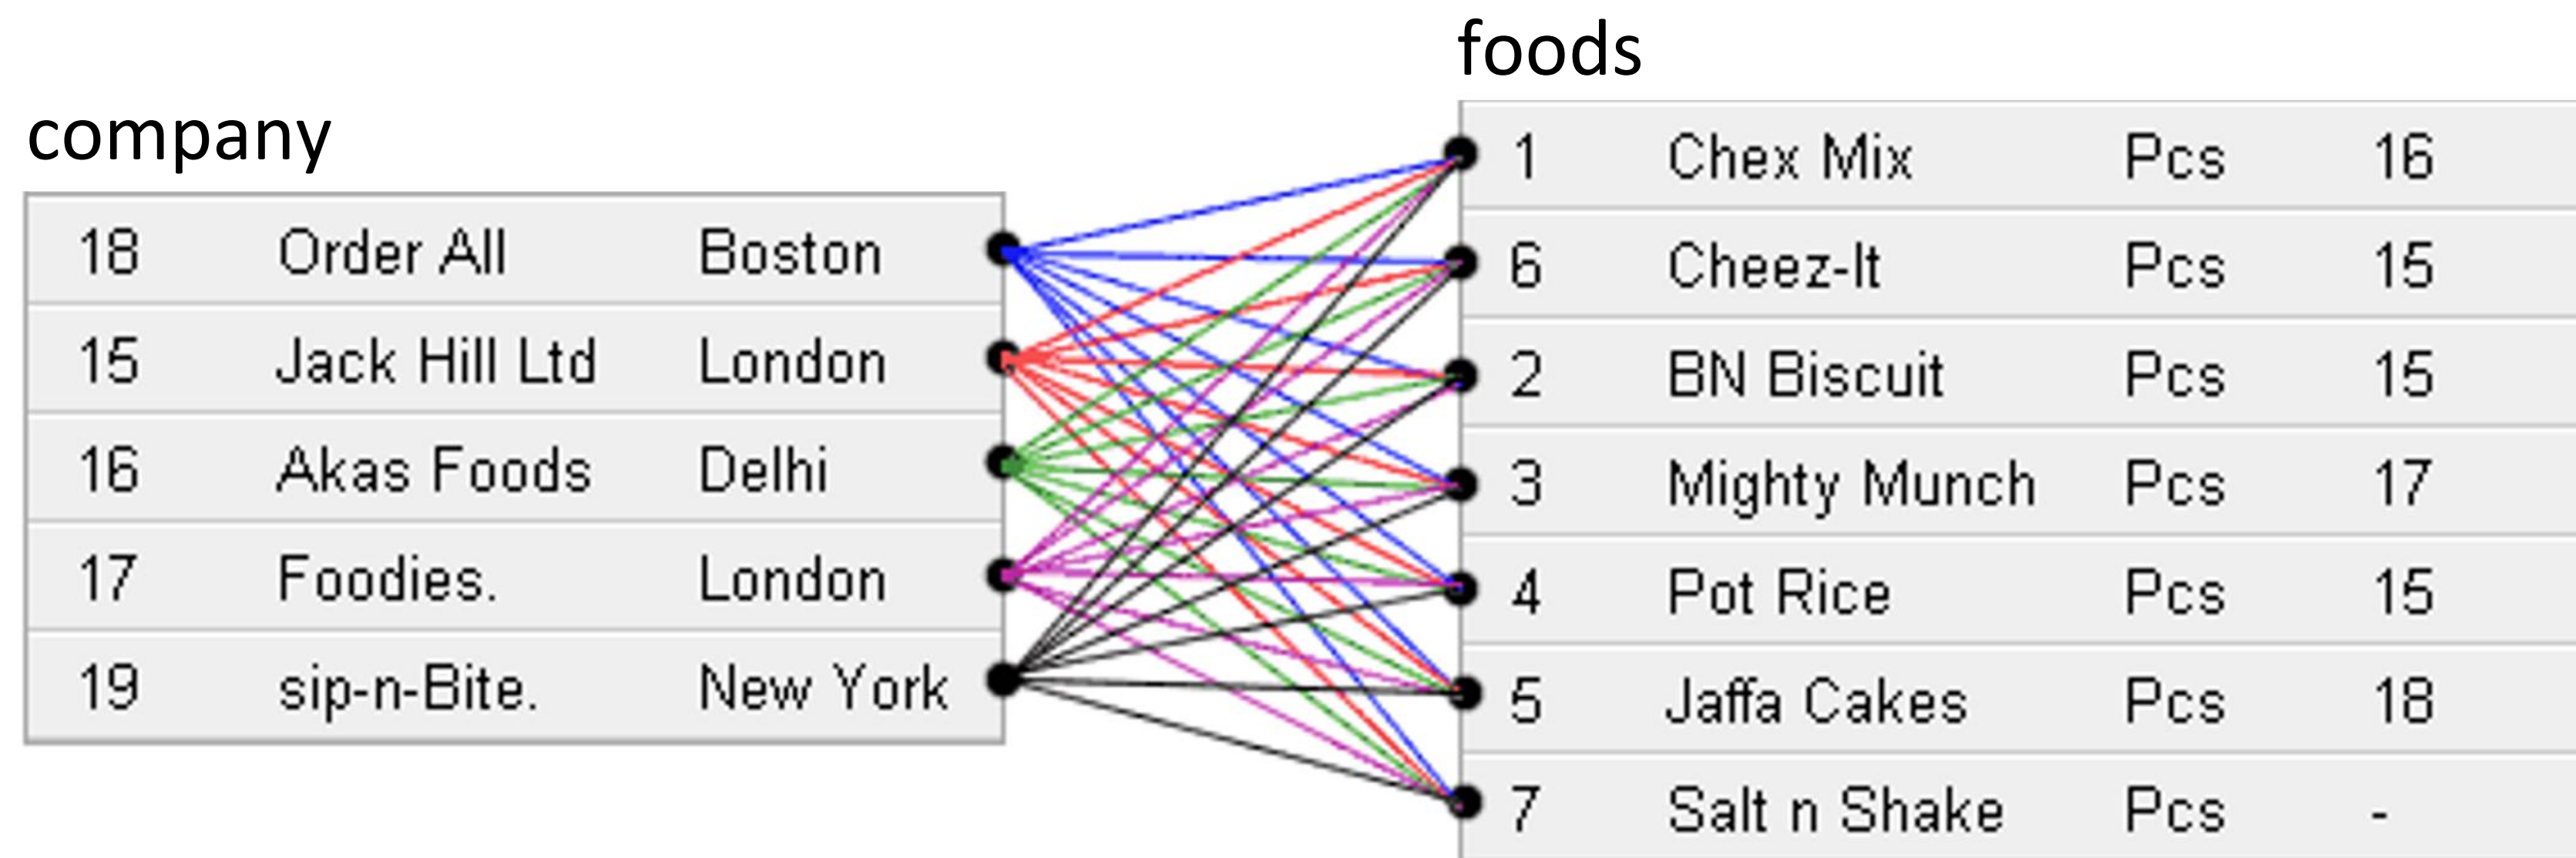 company
18 Order All Boston
15 Jack Hill Ltd London
16 Akas Foods Delhi
17 Foodies. London
19 sip-n-Bite. New York
foods
1 Chex Mix Pcs 16
6 Cheez-It Pcs 15
2 BN Biscuit Pcs 15
3 Mighty Munch Pcs 17
4 Pot Rice Pcs 15
5 Jaffa Cakes Pcs 18
7 Salt n Shake Pcs -